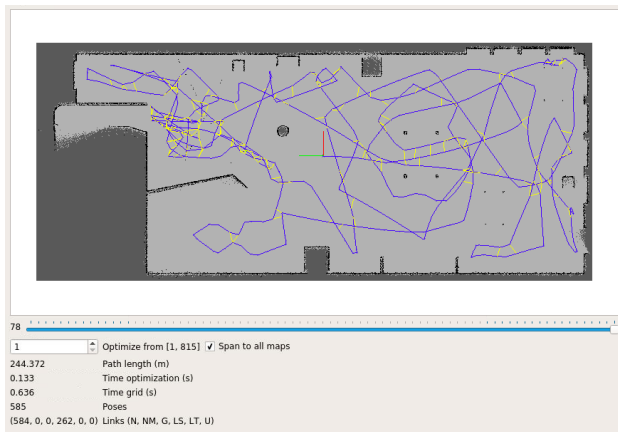 78
1 Optimize from [1, 815] Span to all maps
244.372 Path length (m)
0.133 Time optimization (s)
0.636 Time grid (s)
585 Poses
(584, 0, 0, 262, 0, 0) Links (N, NM, G, LS, LT, U)